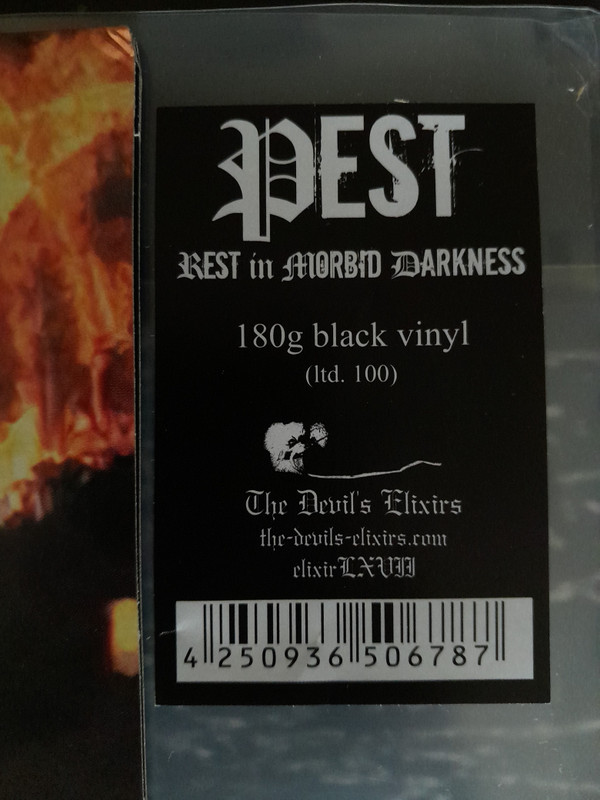 PEST
REST in MORBID DARKNESS
180g black vinyl
(ltd. 100)
The Devil's Elixirs
the-devils-elixirs.com
elixirLXVII
4 250936 506787